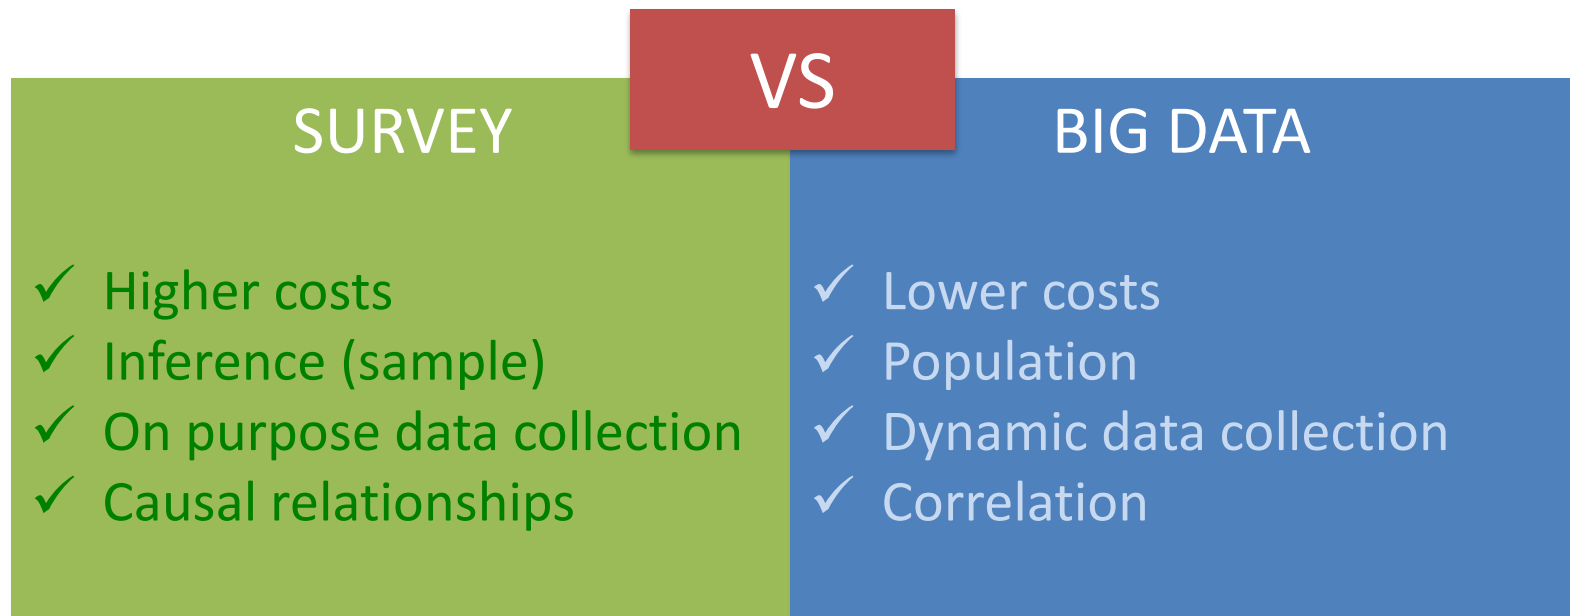 VS
SURVEY
✓ Higher costs
✓ Inference (sample)
✓ On purpose data collection
✓ Causal relationships
BIG DATA
✓ Lower costs
✓ Population
✓ Dynamic data collection
✓ Correlation